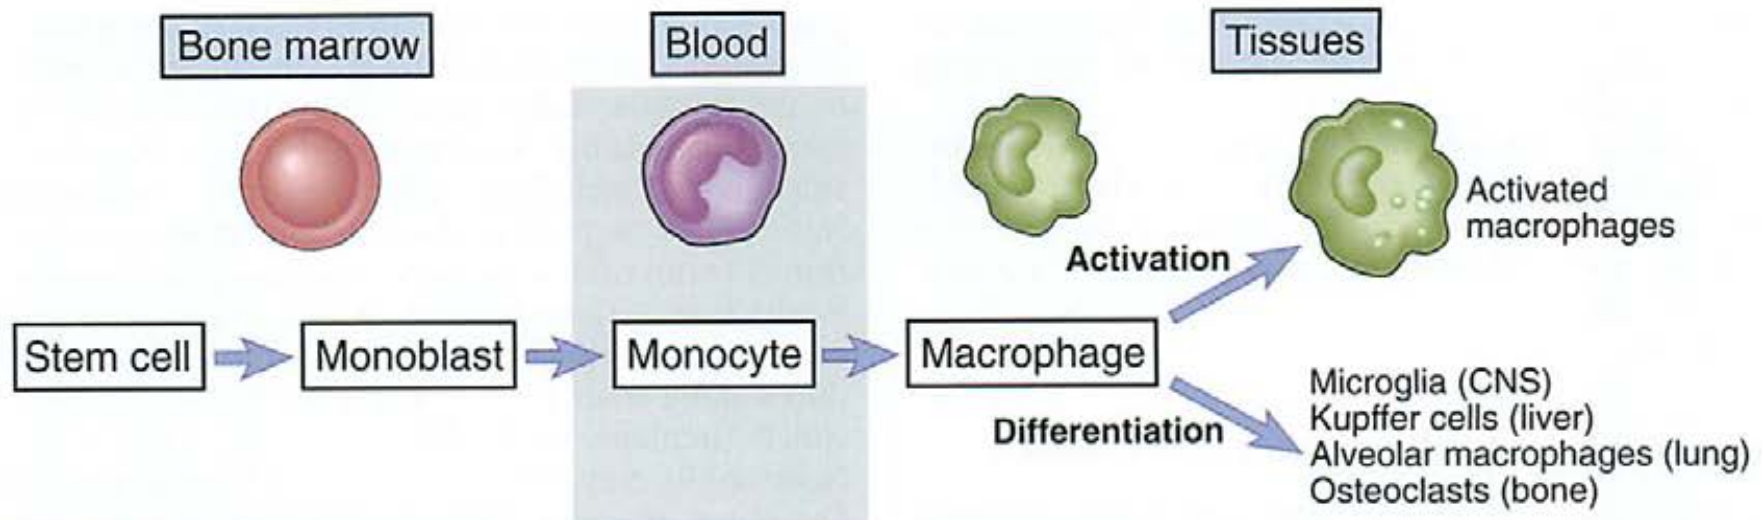 Bone marrow
Blood
Tissues
Activated
macrophages
Activation
Stem cell
Monoblast
Monocyte
Macrophage
Differentiation
Microglia (CNS)
Kupffer cells (liver)
Alveolar macrophages (lung)
Osteoclasts (bone)